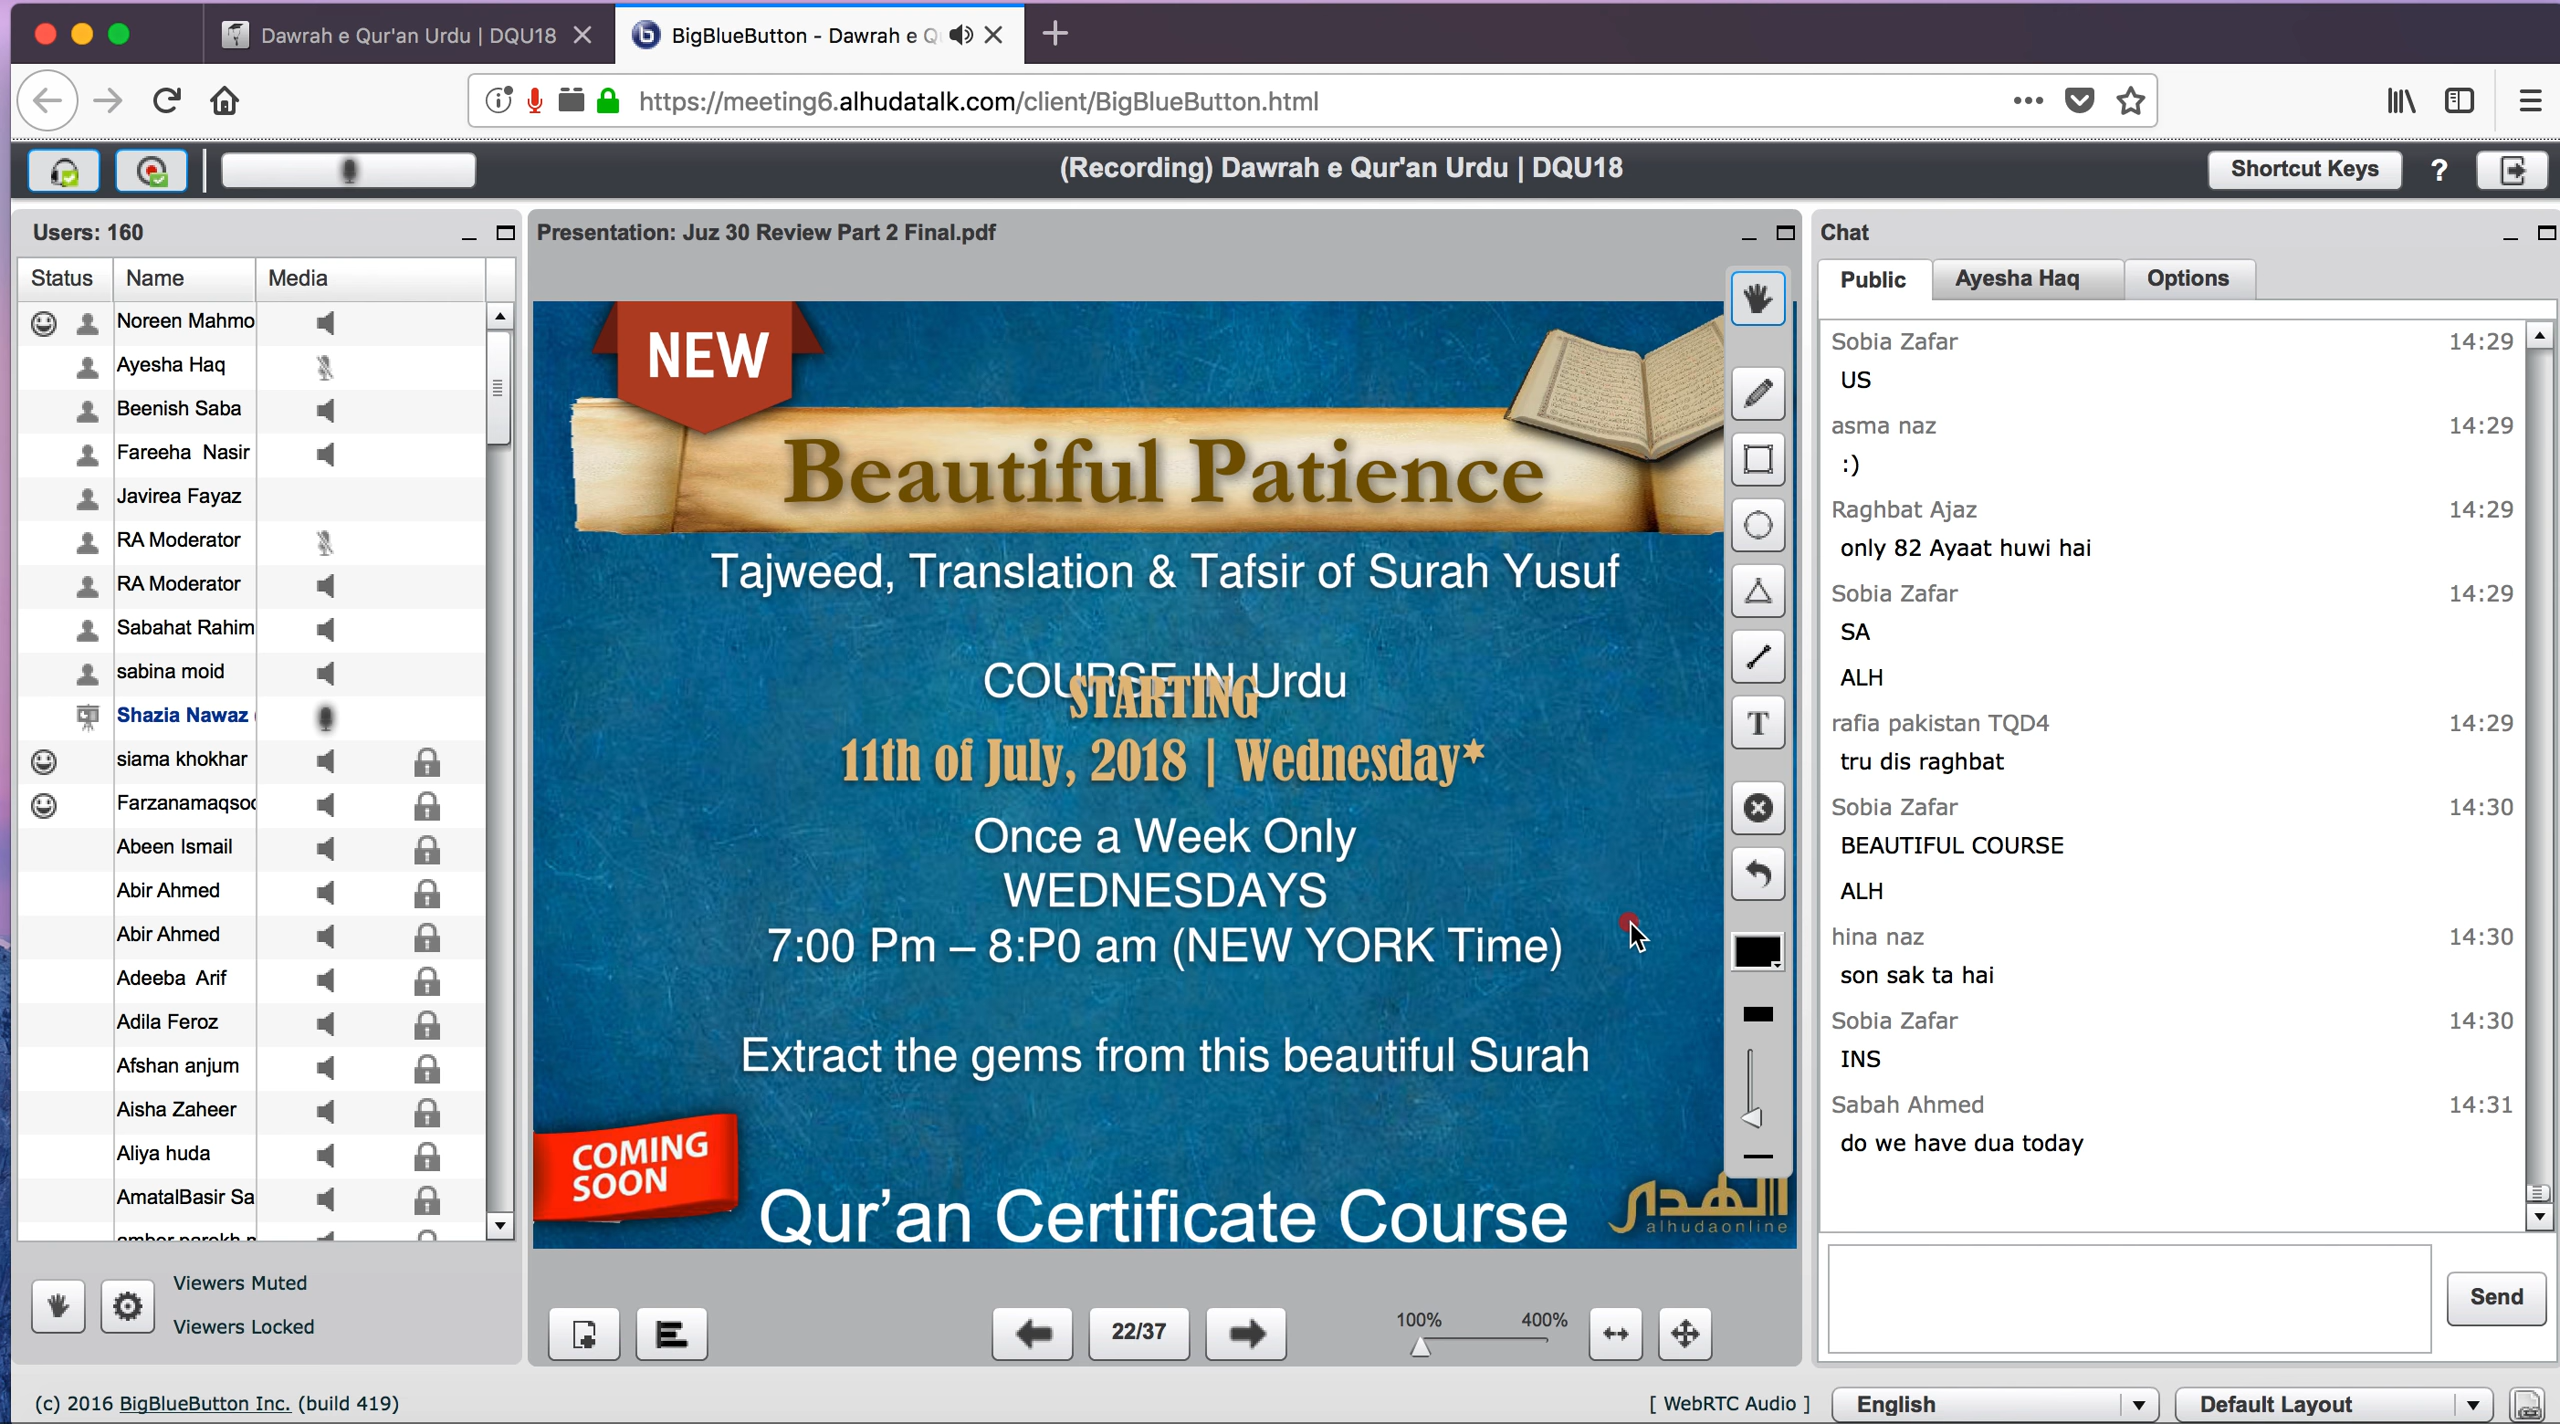 Dawrah e Qur'an Urdu | DQU18
BigBlueButton - Dawrah e Q
https://meeting6.alhudatalk.com/client/BigBlueButton.html
(Recording) Dawrah e Qur'an Urdu | DQU18
Shortcut Keys
?
Users: 160
Status Name Media
Noreen Mahmo
Ayesha Haq
Beenish Saba
Fareeha Nasir
Javirea Fayaz
RA Moderator
RA Moderator
Sabahat Rahim
sabina moid
Shazia Nawaz
siama khokhar
Farzanamaqsoo
Abeen Ismail
Abir Ahmed
Abir Ahmed
Adeeba Arif
Adila Feroz
Afshan anjum
Aisha Zaheer
Aliya huda
AmatalBasir Sa
Viewers Muted
Viewers Locked
Presentation: Juz 30 Review Part 2 Final.pdf
NEW
Beautiful Patience
Tajweed, Translation & Tafsir of Surah Yusuf
COURSE IN Urdu
STARTING
11th of July, 2018 | Wednesday*
Once a Week Only
WEDNESDAYS
7:00 Pm – 8:P0 am (NEW YORK Time)
Extract the gems from this beautiful Surah
COMING
SOON
Qur’an Certificate Course
الهدى
alhudaonline
T
22/37
100% 400%
Chat
Public Ayesha Haq Options
Sobia Zafar 14:29
US
asma naz 14:29
:)
Raghbat Ajaz 14:29
only 82 Ayaat huwi hai
Sobia Zafar 14:29
SA
ALH
rafia pakistan TQD4 14:29
tru dis raghbat
Sobia Zafar 14:30
BEAUTIFUL COURSE
ALH
hina naz 14:30
son sak ta hai
Sobia Zafar 14:30
INS
Sabah Ahmed 14:31
do we have dua today
Send
(c) 2016 BigBlueButton Inc. (build 419)
[ WebRTC Audio ]
English
Default Layout